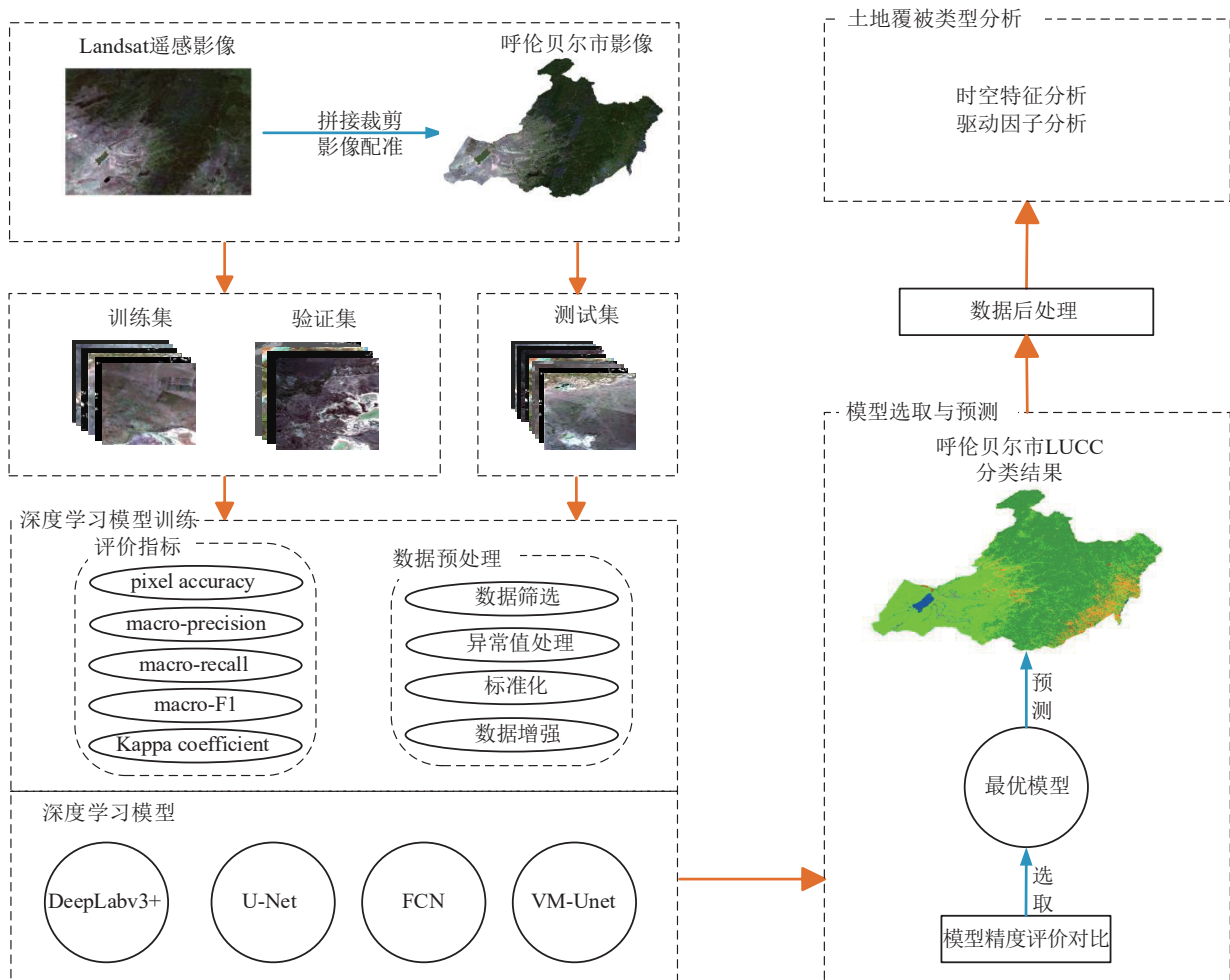 Landsat遥感影像
呼伦贝尔市影像
拼接裁剪
影像配准
训练集
验证集
测试集
深度学习模型训练
评价指标
pixel accuracy
macro-precision
macro-recall
macro-F1
Kappa coefficient
数据预处理
数据筛选
异常值处理
标准化
数据增强
深度学习模型
DeepLabv3+
U-Net
FCN
VM-Unet
土地覆被类型分析
时空特征分析
驱动因子分析
数据后处理
模型选取与预测
呼伦贝尔市LUCC
分类结果
预
测
最优模型
选
取
模型精度评价对比